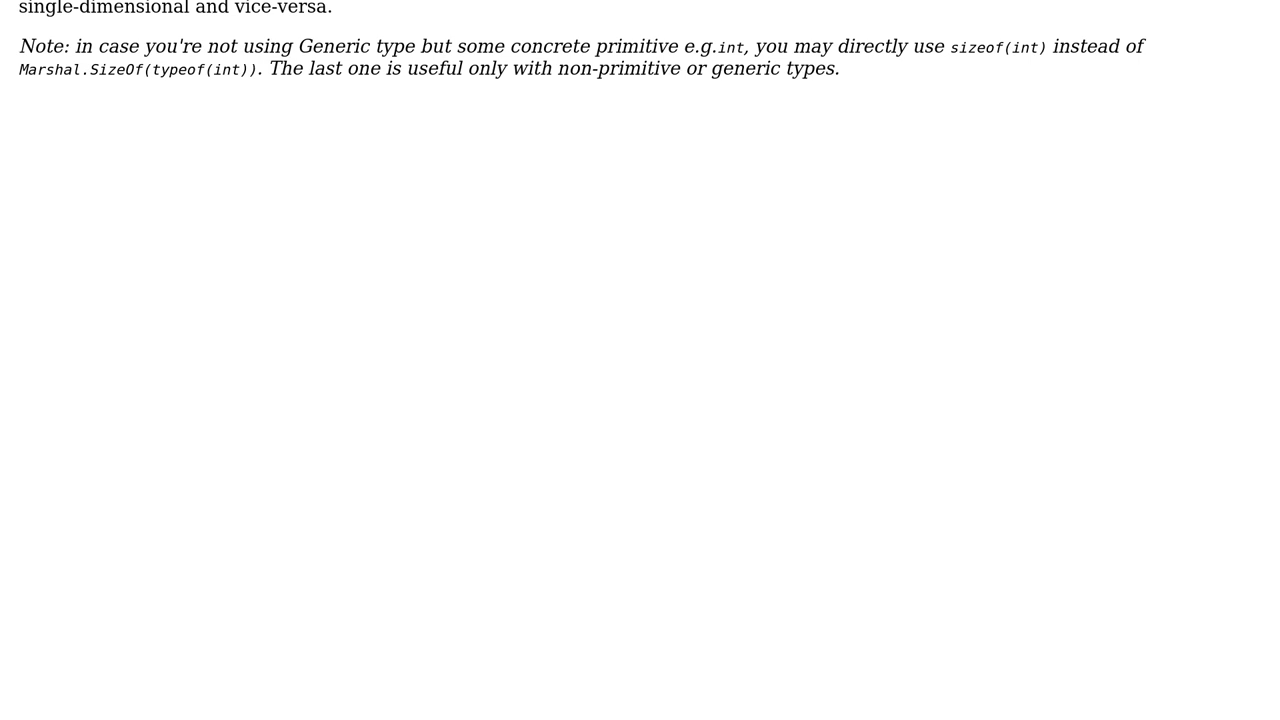 single-dimensional and vice-versa.
Note: in case you're not using Generic type but some concrete primitive e.g.int, you may directly use sizeof(int) instead of
Marshal.SizeOf(typeof(int)). The last one is useful only with non-primitive or generic types.